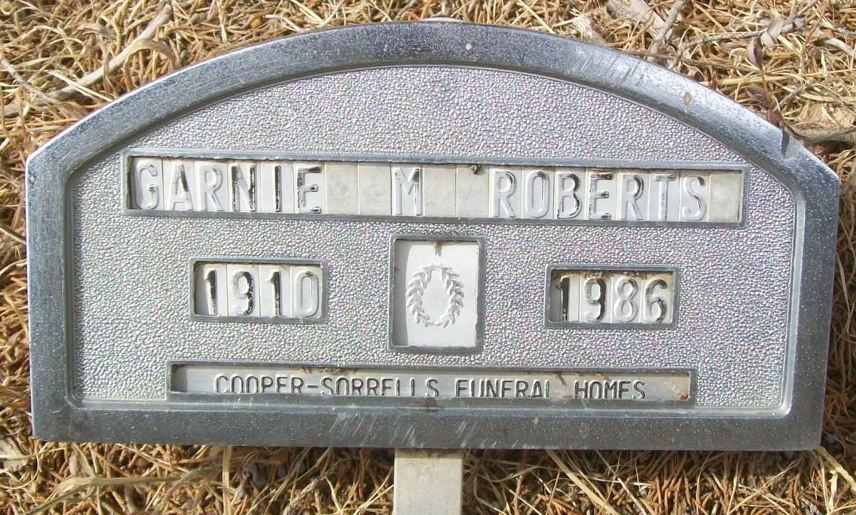 GARNIE M ROBERTS
1910 1986
COOPER-SORRELLS FUNERAL HOMES